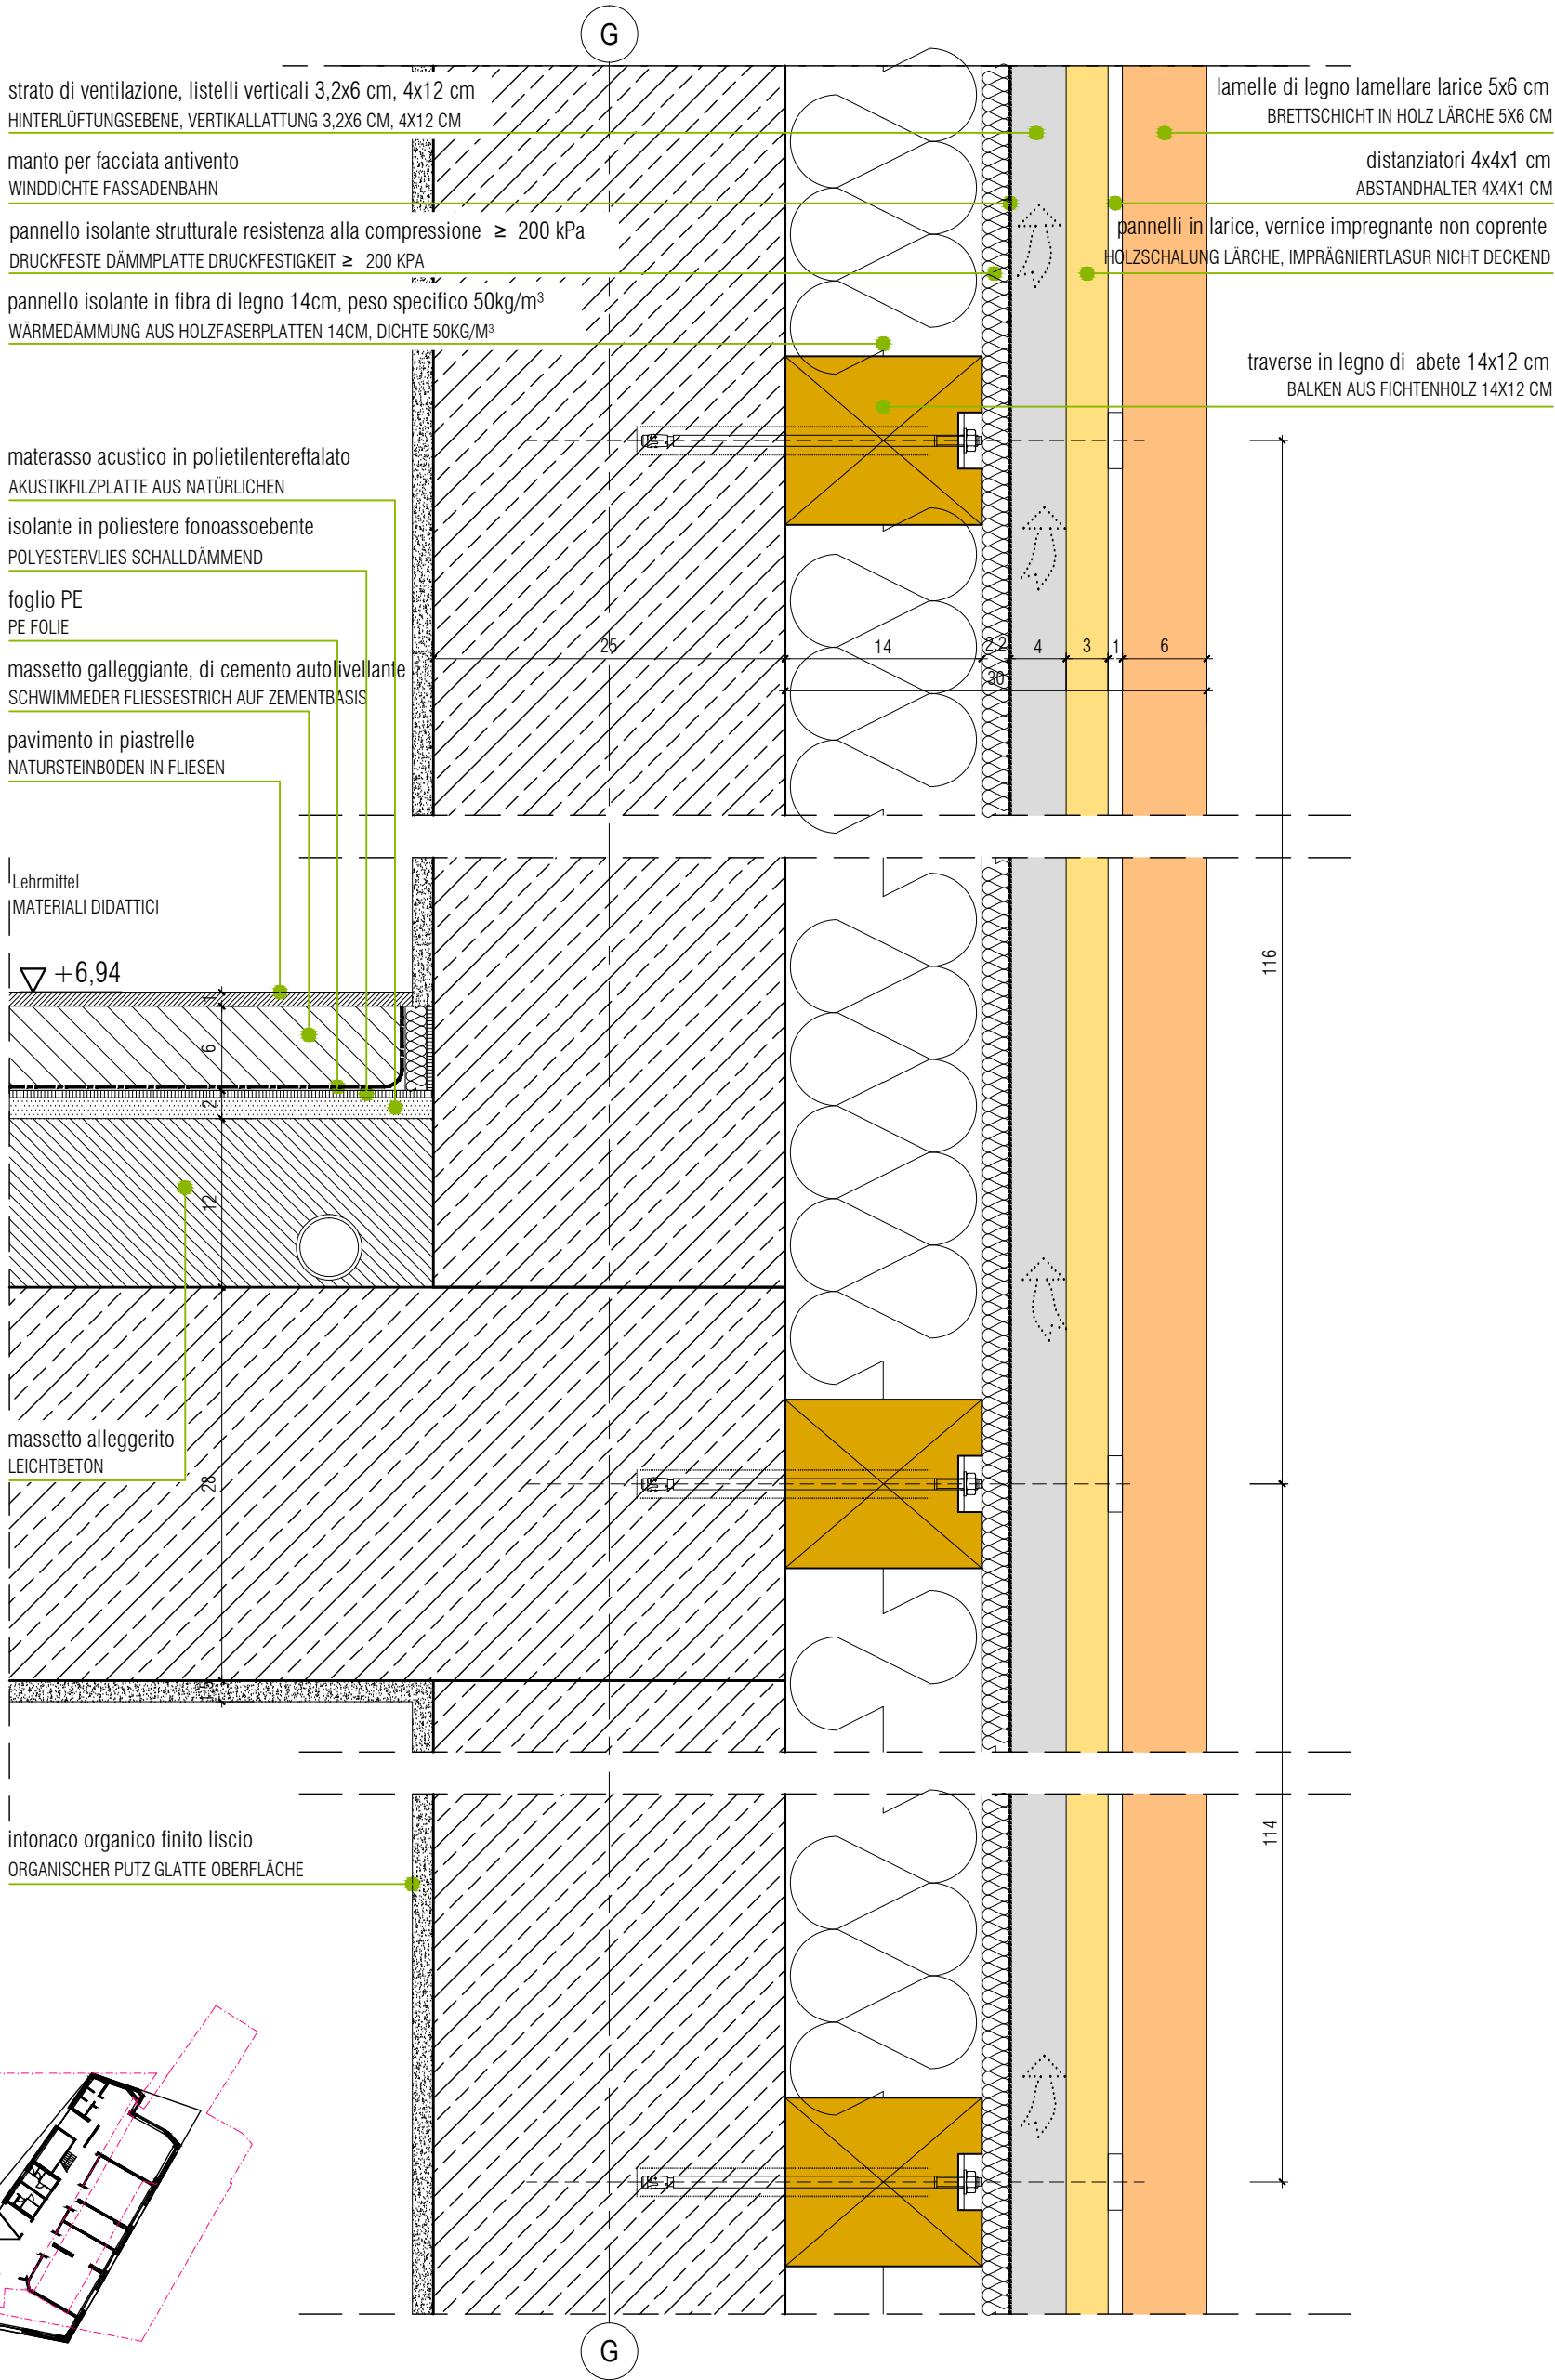 G
strato di ventilazione, listelli verticali 3,2x6 cm, 4x12 cm
HINTERLÜFTUNGSEBENE, VERTIKALLATTUNG 3,2X6 CM, 4X12 CM
manto per facciata antivento
WINDDICHTE FASSADENBAHN
pannello isolante strutturale resistenza alla compressione ≥ 200 kPa
DRUCKFESTE DÄMMPLATTE DRUCKFESTIGKEIT ≥ 200 KPA
pannello isolante in fibra di legno 14cm, peso specifico 50kg/m³
WÄRMEDÄMMUNG AUS HOLZFASERPLATTEN 14CM, DICHTE 50KG/M³
lamelle di legno lamellare larice 5x6 cm
BRETTSCHICHT IN HOLZ LÄRCHE 5X6 CM
distanziatori 4x4x1 cm
ABSTANDHALTER 4X4X1 CM
pannelli in larice, vernice impregnante non coprente
HOLZSCHALUNG LÄRCHE, IMPRÄGNIERTLASUR NICHT DECKEND
traverse in legno di abete 14x12 cm
BALKEN AUS FICHTENHOLZ 14X12 CM
materasso acustico in polietilentereftalato
AKUSTIKFILZPLATTE AUS NATÜRLICHEN
isolante in poliestere fonoassoebente
POLYESTERVLIES SCHALLDÄMMEND
foglio PE
PE FOLIE
massetto galleggiante, di cemento autolivellante
SCHWIMMEDER FLIESSESTRICH AUF ZEMENTBASIS
pavimento in piastrelle
NATURSTEINBODEN IN FLIESEN
25 14 2,2 4 3 1 6
30
Lehrmittel
MATERIALI DIDATTICI
+6,94
116
1
6
2
12
massetto alleggerito
LEICHTBETON
28
1,5
114
intonaco organico finito liscio
ORGANISCHER PUTZ GLATTE OBERFLÄCHE
G